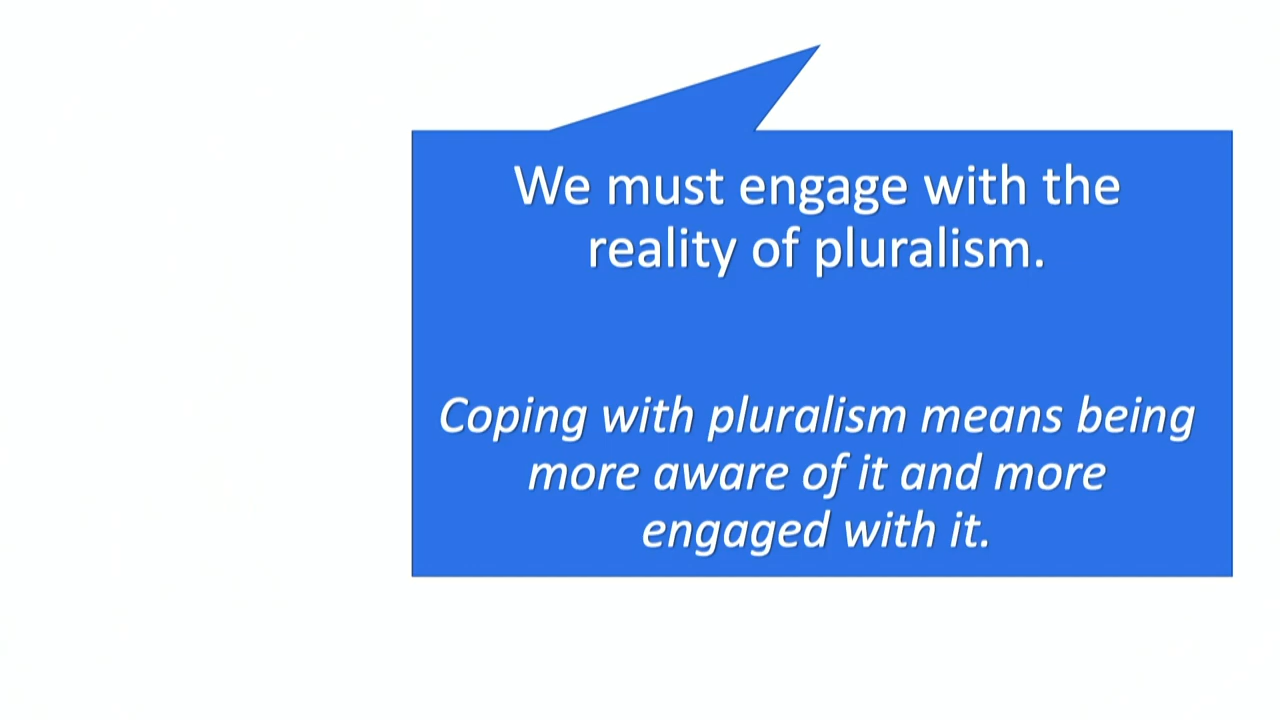 We must engage with the
reality of pluralism.
Coping with pluralism means being
more aware of it and more
engaged with it.